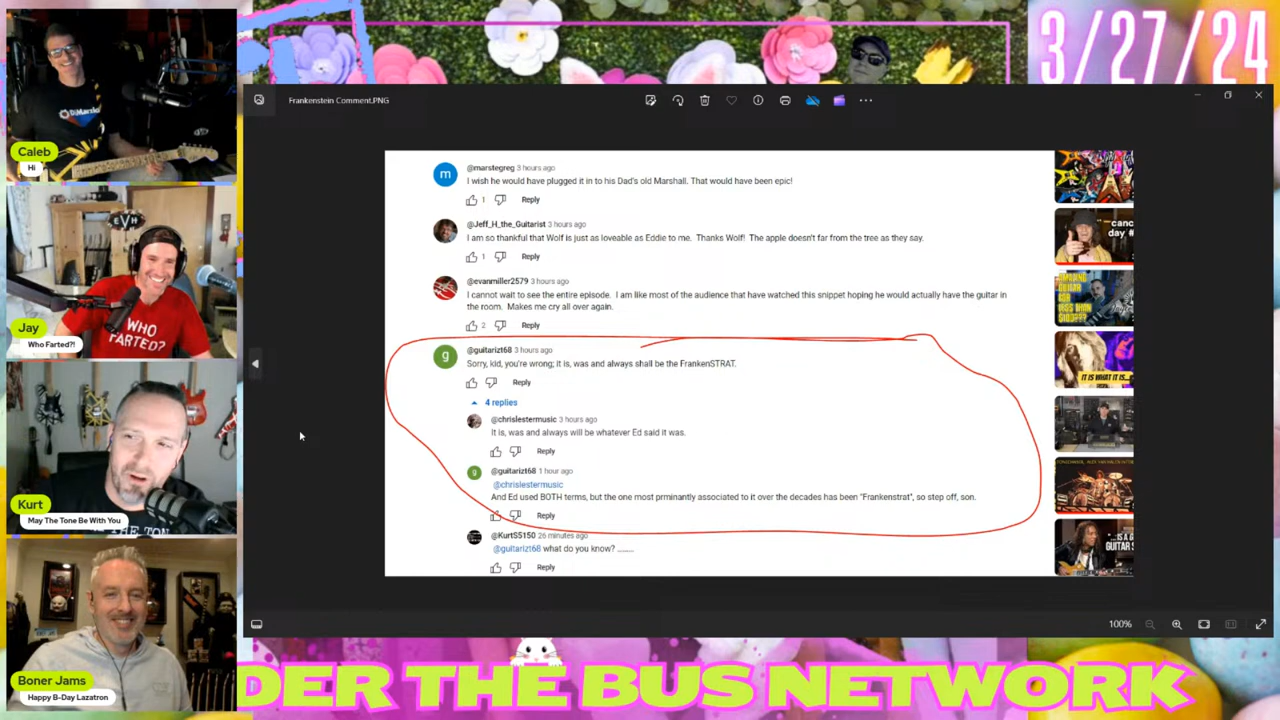 3/27/24
Frankenstein Comment.PNG
Caleb
Hi
EVH
WHO
FARTED?
Jay
Who Farted?!
Kurt
May The Tone Be With You
Boner Jams
Happy B-Day Lazatron
m
@marstegreg 3 hours ago
I wish he would have plugged it in to his Dad's old Marshall. That would have been epic!
1 Reply
@Jeff_H_the_Guitarist 3 hours ago
I am so thankful that Wolf is just as loveable as Eddie to me. Thanks Wolf! The apple doesn't far from the tree as they say.
1 Reply
@evanmiller2579 3 hours ago
I cannot wait to see the entire episode. I am like most of the audience that have watched this snippet hoping he would actually have the guitar in
the room. Makes me cry all over again.
2 Reply
g
@guitarizt68 3 hours ago
Sorry, kid, you're wrong; it is, was and always shall be the FrankenSTRAT.
Reply
4 replies
@chrislestermusic 3 hours ago
It is, was and always will be whatever Ed said it was.
Reply
g
@guitarizt68 1 hour ago
@chrislestermusic
And Ed used BOTH terms, but the one most prminantly associated to it over the decades has been "Frankenstrat", so step off, son.
Reply
@KurtS5150 26 minutes ago
@guitarizt68 what do you know? ........
Reply
IT IS WHAT IT IS...
100%
DER THE BUS NETWORK